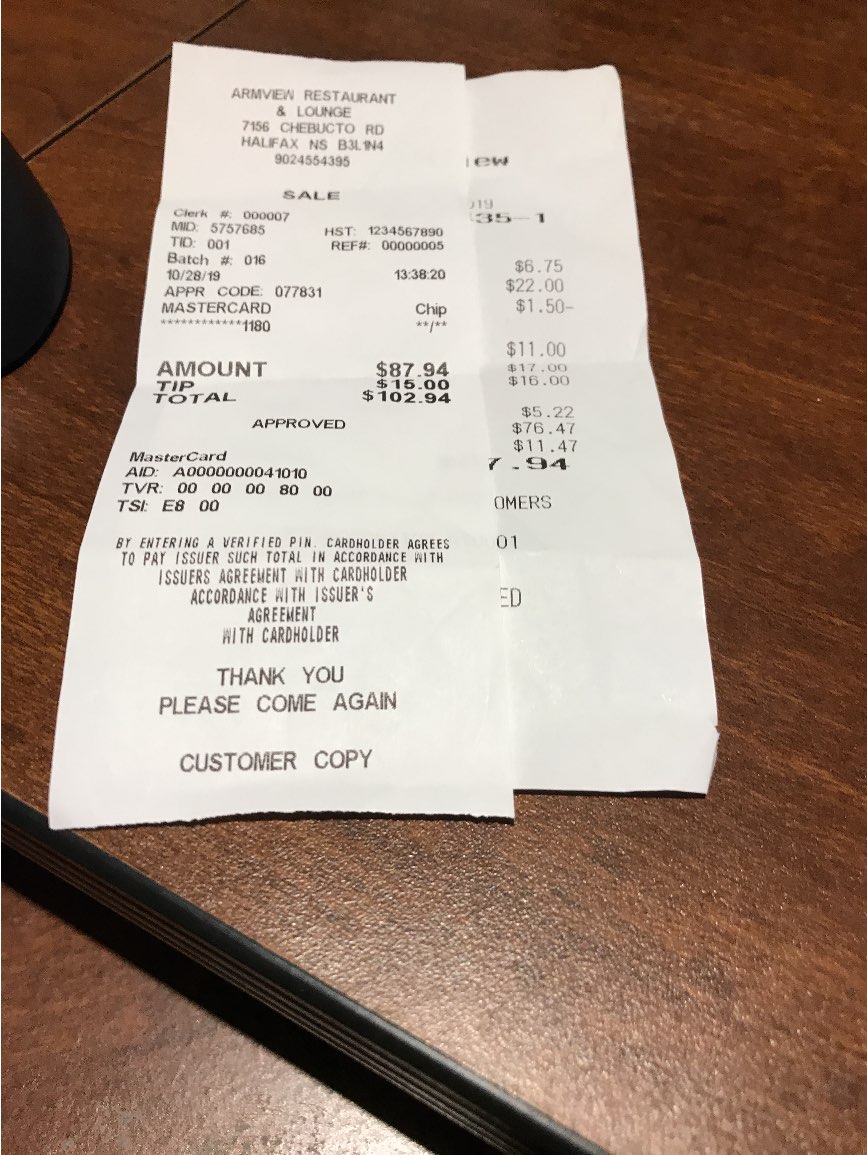 ARMVIEW RESTAURANT
& LOUNGE
7156 CHEBUCTO RD
HALIFAX NS B3L1N4
9024554395
SALE
Clerk #: 000007
MID: 5757685 HST: 1234567890
TID: 001 REF#: 00000005
Batch #: 016
10/28/19 13:38:20
APPR CODE: 077831
MASTERCARD Chip
************1180 **/**
AMOUNT $87.94
TIP $15.00
TOTAL $102.94
APPROVED
MasterCard
AID: A0000000041010
TVR: 00 00 00 80 00
TSI: E8 00
BY ENTERING A VERIFIED PIN. CARDHOLDER AGREES
TO PAY ISSUER SUCH TOTAL IN ACCORDANCE WITH
ISSUERS AGREEMENT WITH CARDHOLDER
ACCORDANCE WITH ISSUER'S
AGREEMENT
WITH CARDHOLDER
THANK YOU
PLEASE COME AGAIN
CUSTOMER COPY
ew
19
35-1
$6.75
$22.00
$1.50-
$11.00
$17.00
$16.00
$5.22
$76.47
$11.47
7.94
OMERS
01
ED